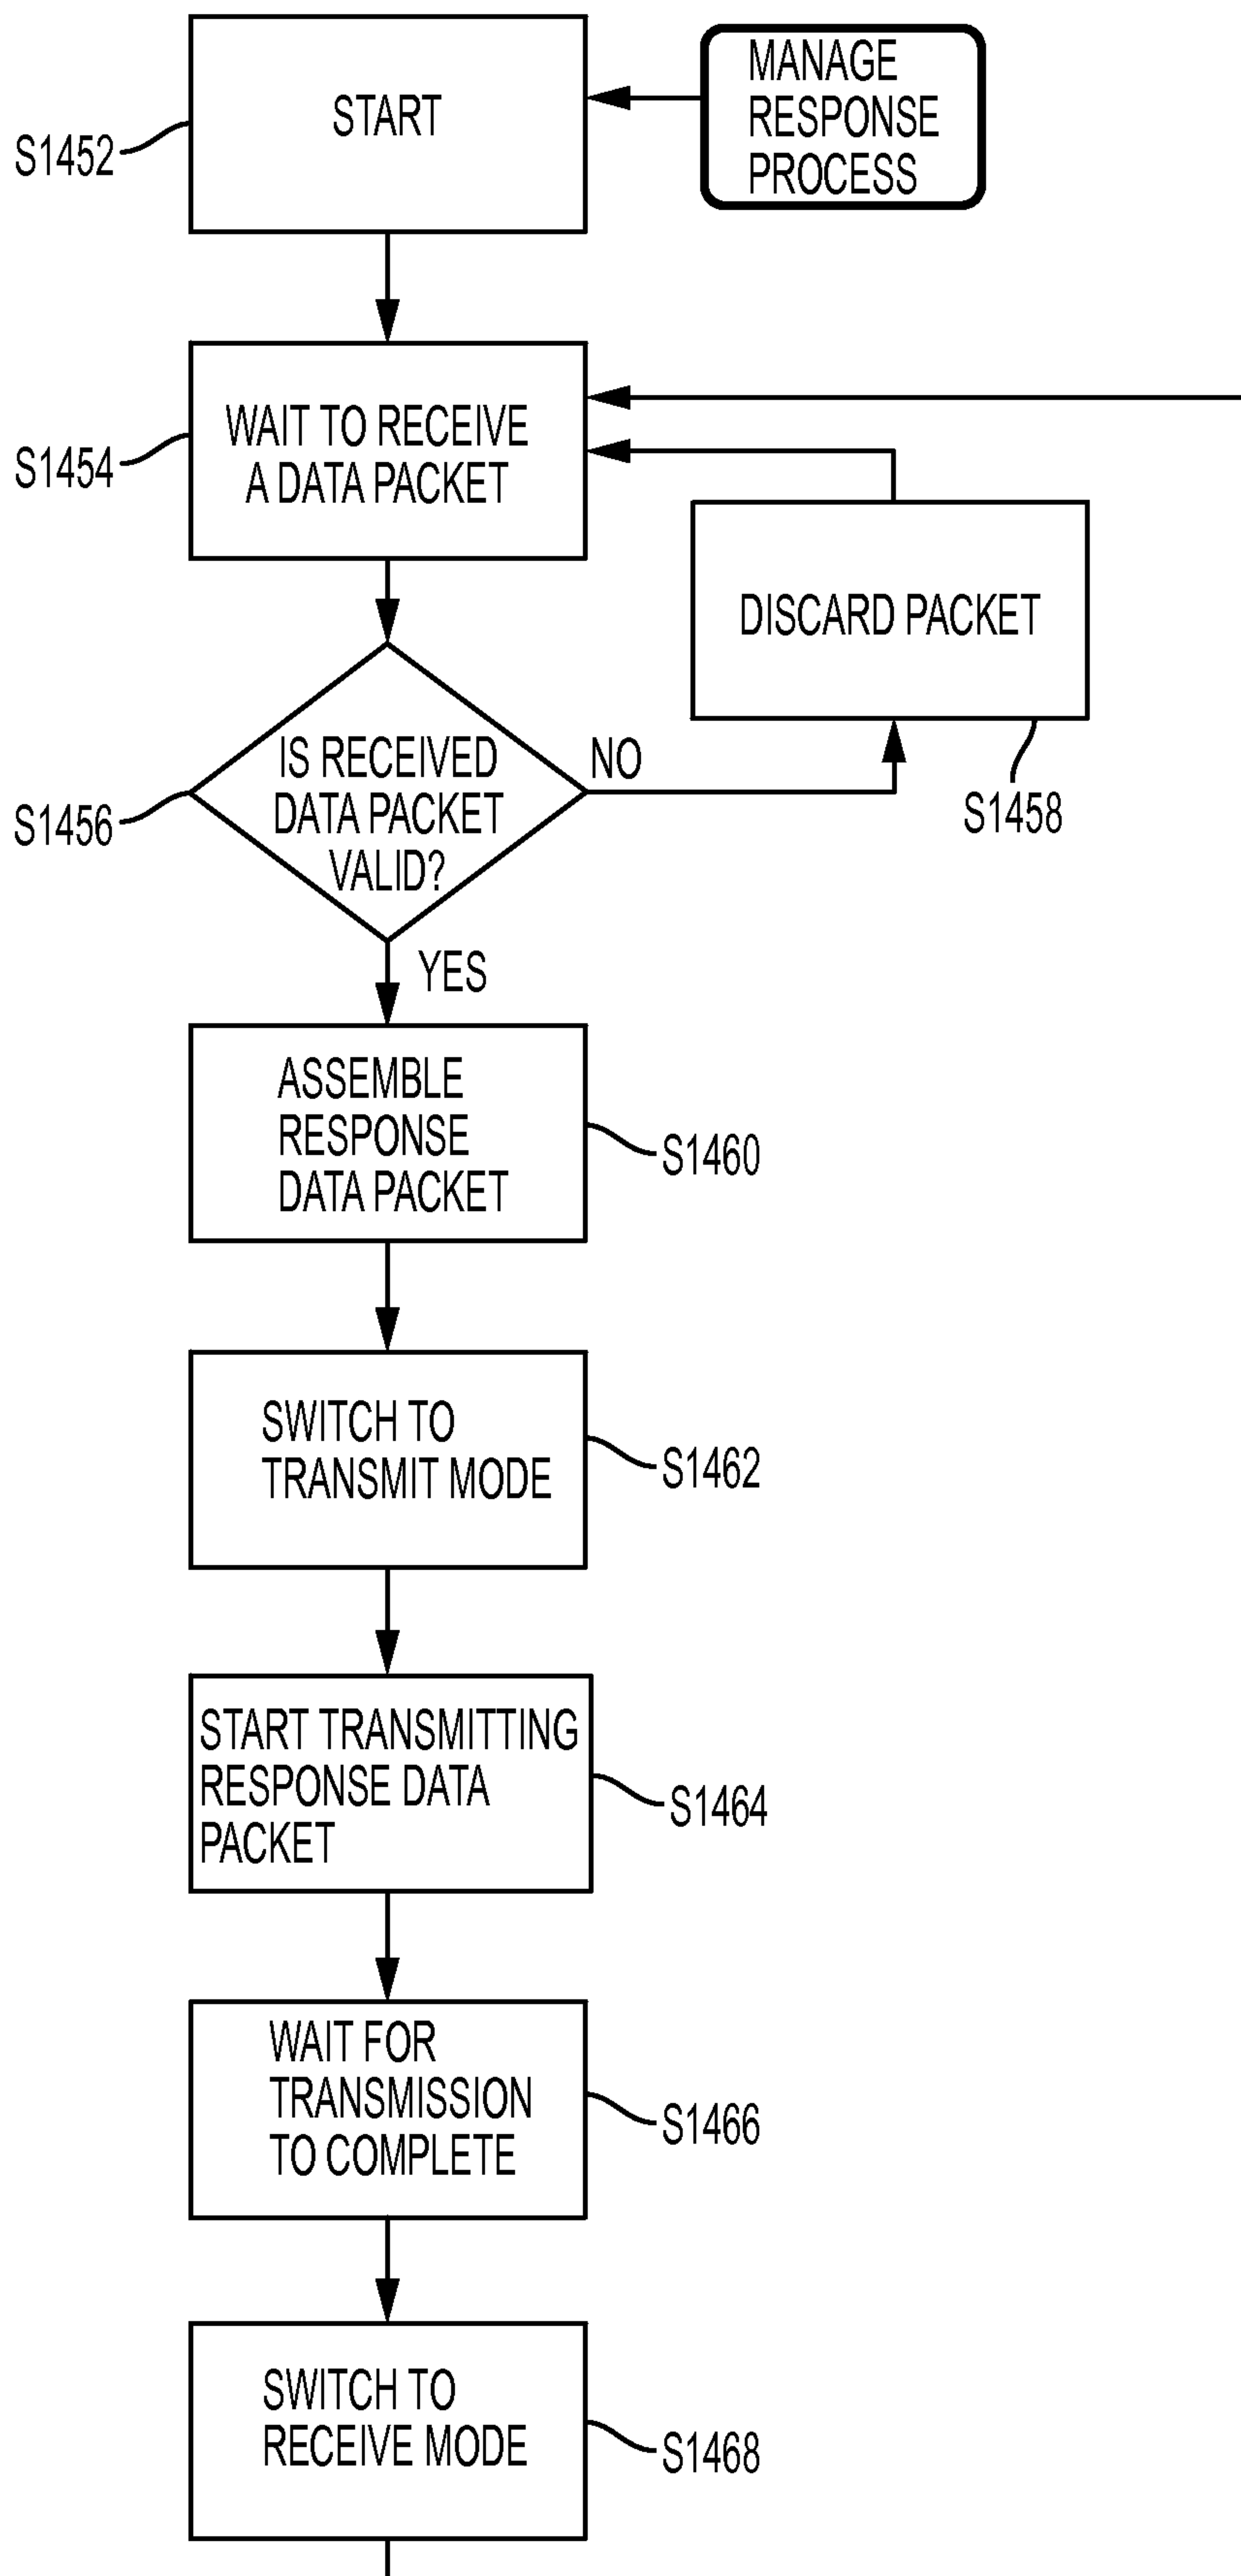 START
MANAGE
RESPONSE
PROCESS
S1452
WAIT TO RECEIVE
A DATA PACKET
S1454
DISCARD PACKET
S1458
IS RECEIVED
DATA PACKET
VALID?
NO
S1456
YES
ASSEMBLE
RESPONSE
DATA PACKET
S1460
SWITCH TO
TRANSMIT MODE
S1462
START TRANSMITTING
RESPONSE DATA
PACKET
S1464
WAIT FOR
TRANSMISSION
TO COMPLETE
S1466
SWITCH TO
RECEIVE MODE
S1468